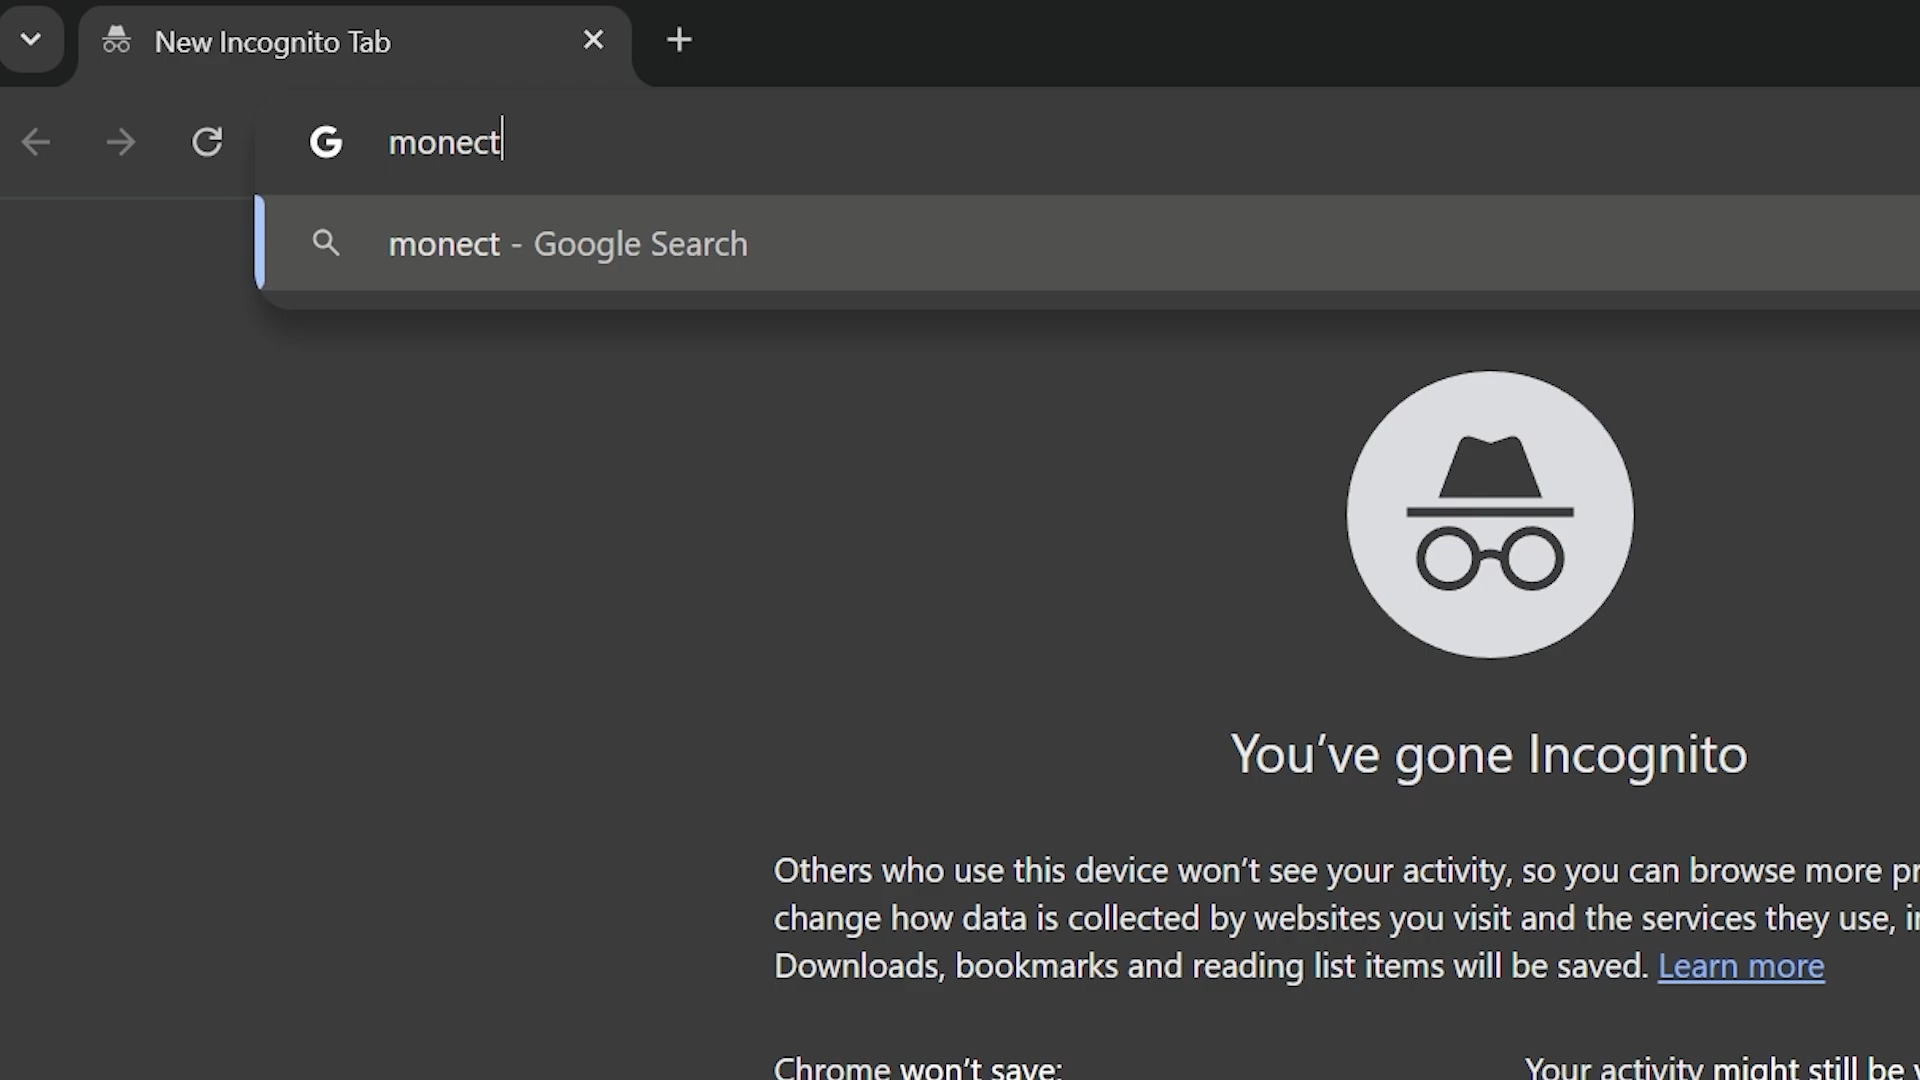 New Incognito Tab
monect
monect - Google Search
You've gone Incognito
Others who use this device won't see your activity, so you can browse more
change how data is collected by websites you visit and the services they use,
Downloads, bookmarks and reading list items will be saved. Learn more
Chrome won't save:
Your activity might still be